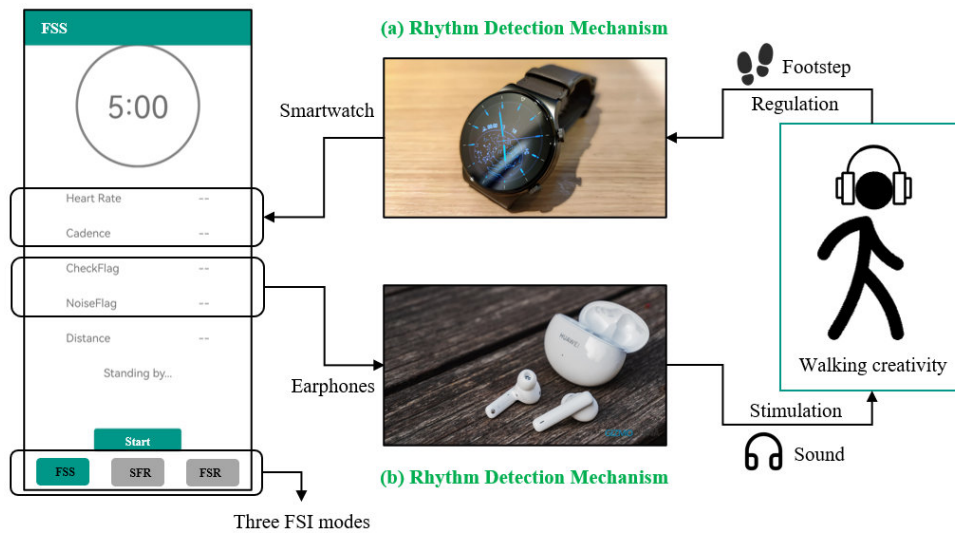 FSS
5:00
Heart Rate --
Cadence --
CheckFlag --
NoiseFlag --
Distance --
Standing by...
Start
FSS SFR FSR
Three FSI modes
(a) Rhythm Detection Mechanism
Smartwatch
Footstep
Regulation
HUAWEI
Earphones
(b) Rhythm Detection Mechanism
Walking creativity
Stimulation
Sound